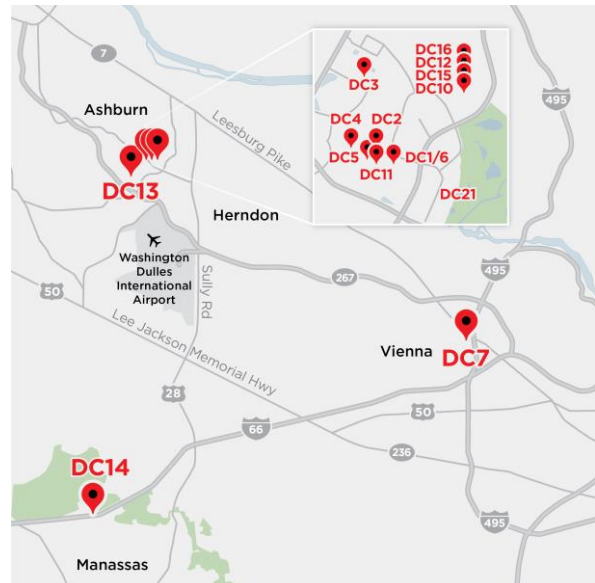 7
Ashburn
Leesburg Pike
DC13
Herndon
Washington
Dulles
International
Airport
Sully Rd
50
267
Lee Jackson Memorial Hwy
28
66
DC14
Manassas
DC16
DC12
DC15
DC10
DC3
DC4
DC2
DC5
DC1/6
DC11
DC21
495
495
Vienna
DC7
50
236
495